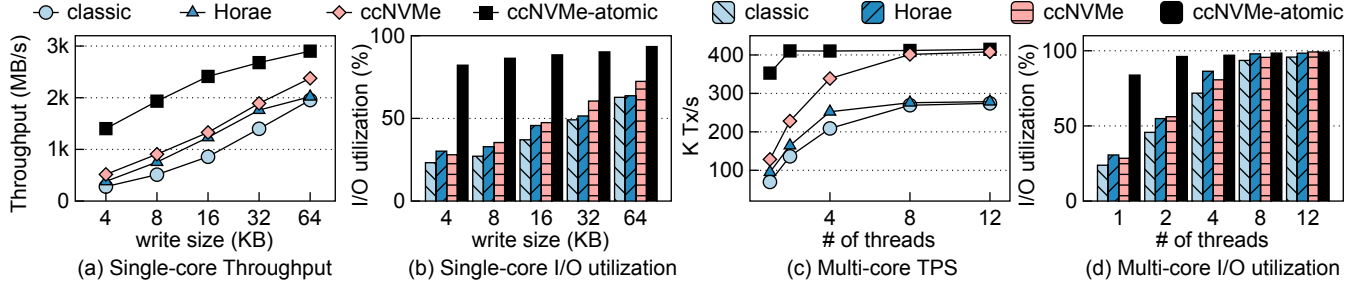 classic Horae ccNVMe ccNVMe-atomic
classic Horae ccNVMe ccNVMe-atomic
Throughput (MB/s)
3k
2k
1k
0
4 8 16 32 64
write size (KB)
(a) Single-core Throughput
I/O utilization (%)
100
50
0
4 8 16 32 64
write size (KB)
(b) Single-core I/O utilization
K Tx/s
500
400
300
200
100
4 8 12
# of threads
(c) Multi-core TPS
I/O utilization (%)
100
50
0
1 2 4 8 12
# of threads
(d) Multi-core I/O utilization